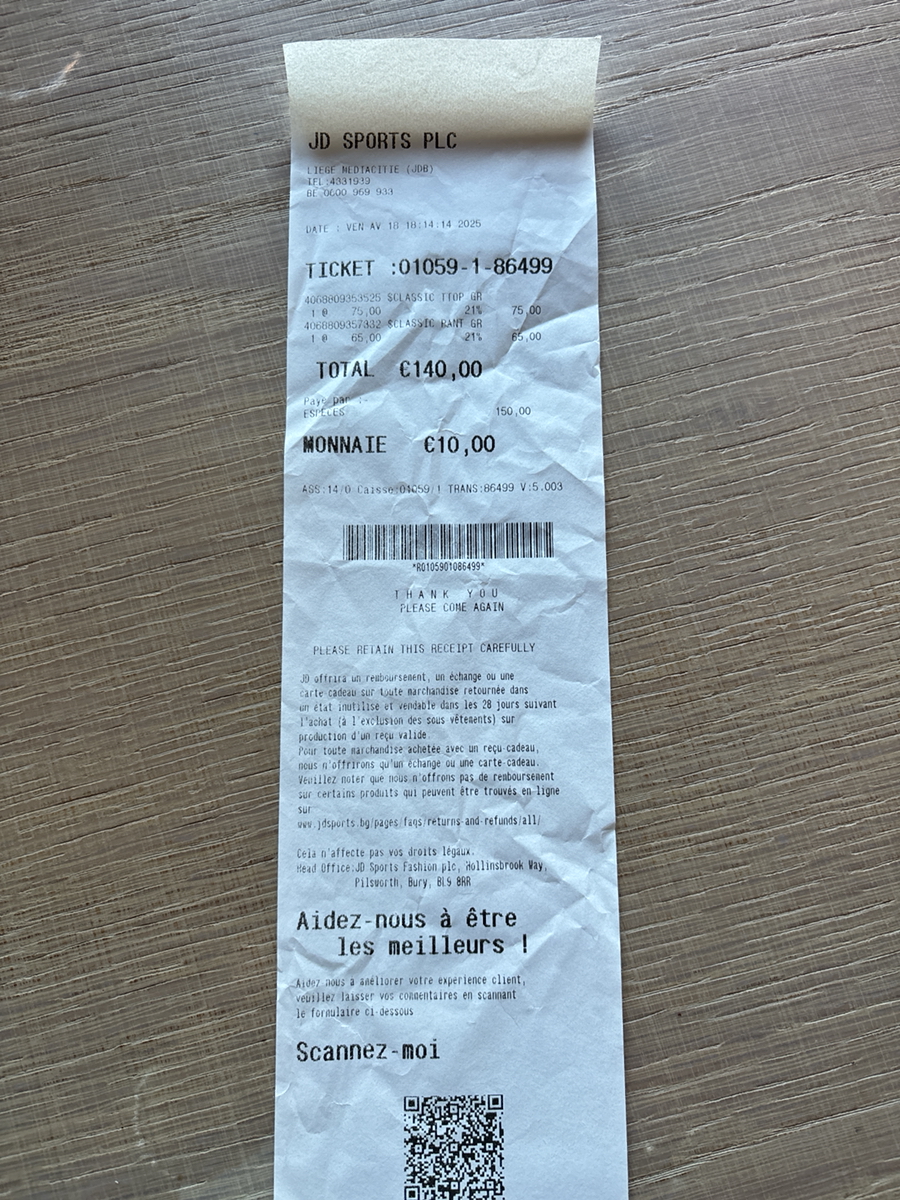 JD SPORTS PLC
LIEGE MEDIACITIE (JDB)
TEL:4331939
BE 0600 969 933
DATE : VEN AV 18 18:14:14 2025
TICKET :01059-1-86499
4068809353525 $CLASSIC TTOP GR
1 @ 75,00 21% 75,00
4068809357332 $CLASSIC PANT GR
1 @ 65,00 21% 65,00
TOTAL €140,00
Paye par :-
ESPECES 150,00
MONNAIE €10,00
ASS:14/0 Caisse:01059/1 TRANS:86499 V:5.003
*R0105901086499*
THANK YOU
PLEASE COME AGAIN
PLEASE RETAIN THIS RECEIPT CAREFULLY
JD offrira un remboursement, un échange ou une
carte cadeau sur toute marchandise retournée dans
un état inutilisé et vendable dans les 28 jours suivant
l'achat (à l'exclusion des sous vêtements) sur
production d'un reçu valide.
Pour toute marchandise achetée avec un reçu-cadeau,
nous n'offrirons qu'un échange ou une carte-cadeau.
Veuillez noter que nous n'offrons pas de remboursement
sur certains produits qui peuvent être trouvés en ligne
sur
www.jdsports.bg/pages/faqs/returns-and-refunds/all/
Cela n'affecte pas vos droits légaux.
Head Office:JD Sports Fashion plc, Hollinsbrook Way,
Pilsworth, Bury, BL9 8RR
Aidez-nous à être
les meilleurs !
Aidez nous a améliorer votre expérience client,
veuillez laisser vos commentaires en scannant
le formulaire ci-dessous
Scannez-moi